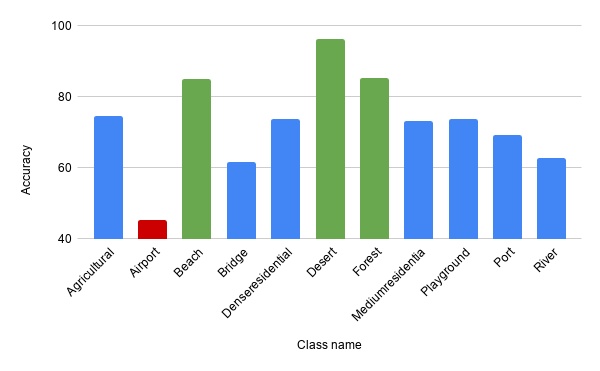 100
80
60
40
Accuracy
Agricultural
Airport
Beach
Bridge
Denseresidential
Desert
Forest
Mediumresidentia
Playground
Port
River
Class name